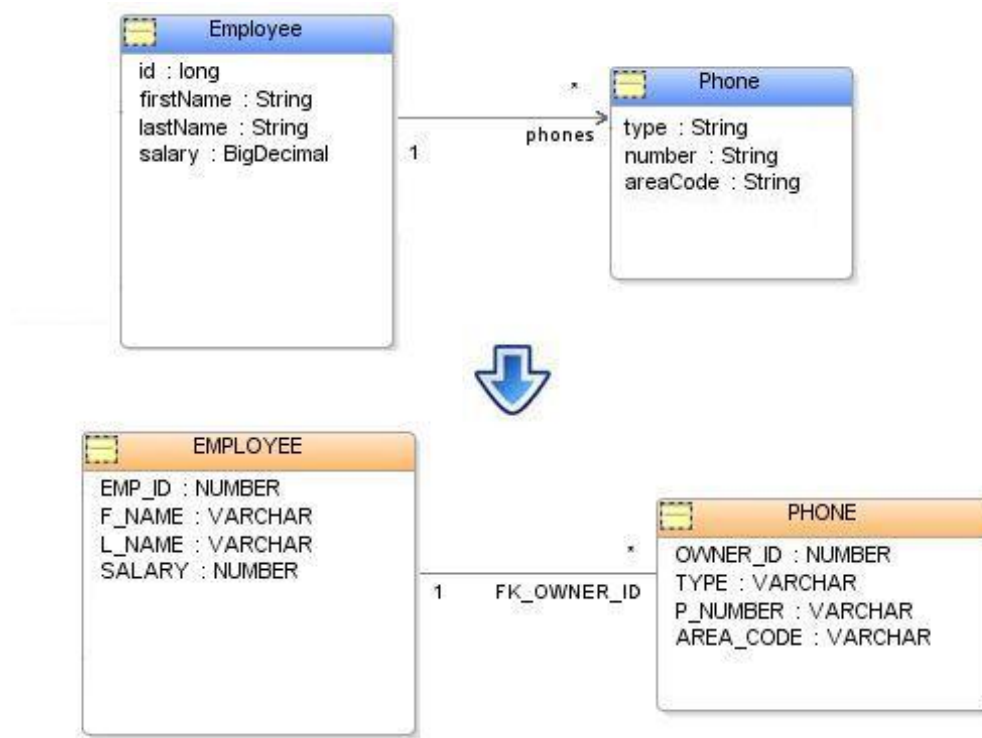 Employee
id : long
firstName : String
lastName : String
salary : BigDecimal
1
*
phones
Phone
type : String
number : String
areaCode : String
EMPLOYEE
EMP_ID : NUMBER
F_NAME : VARCHAR
L_NAME : VARCHAR
SALARY : NUMBER
1
*
FK_OWNER_ID
PHONE
OWNER_ID : NUMBER
TYPE : VARCHAR
P_NUMBER : VARCHAR
AREA_CODE : VARCHAR